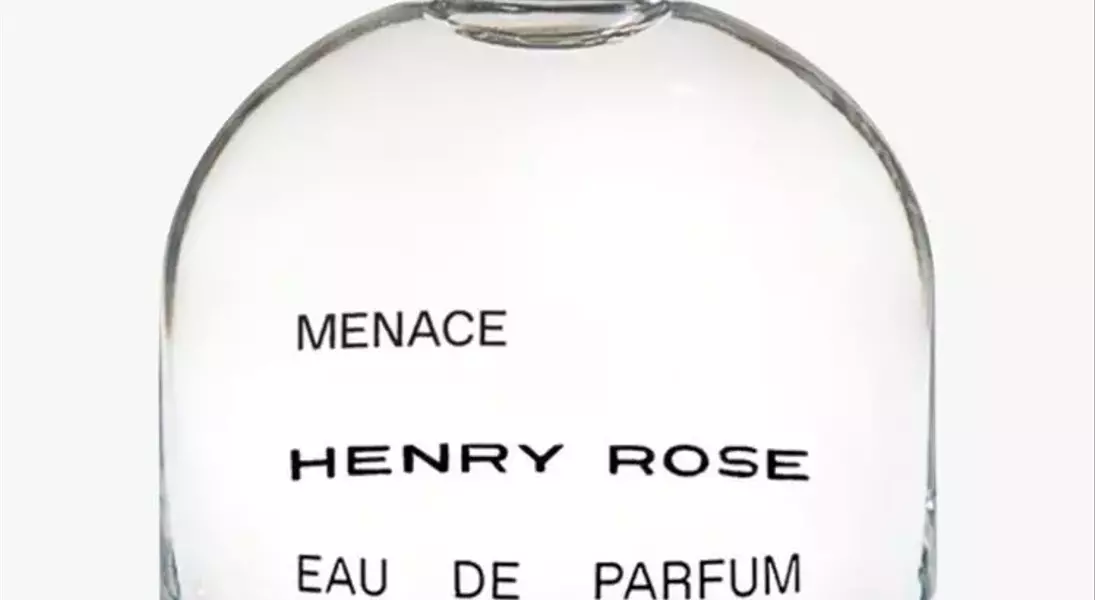 MENACE
HENRY ROSE
EAU DE PARFUM